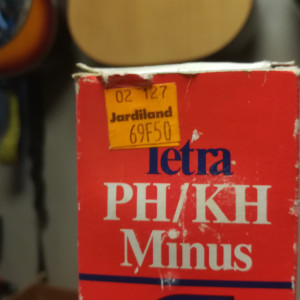 02 127
Jardiland
69F50
Tetra
PH/KH
Minus